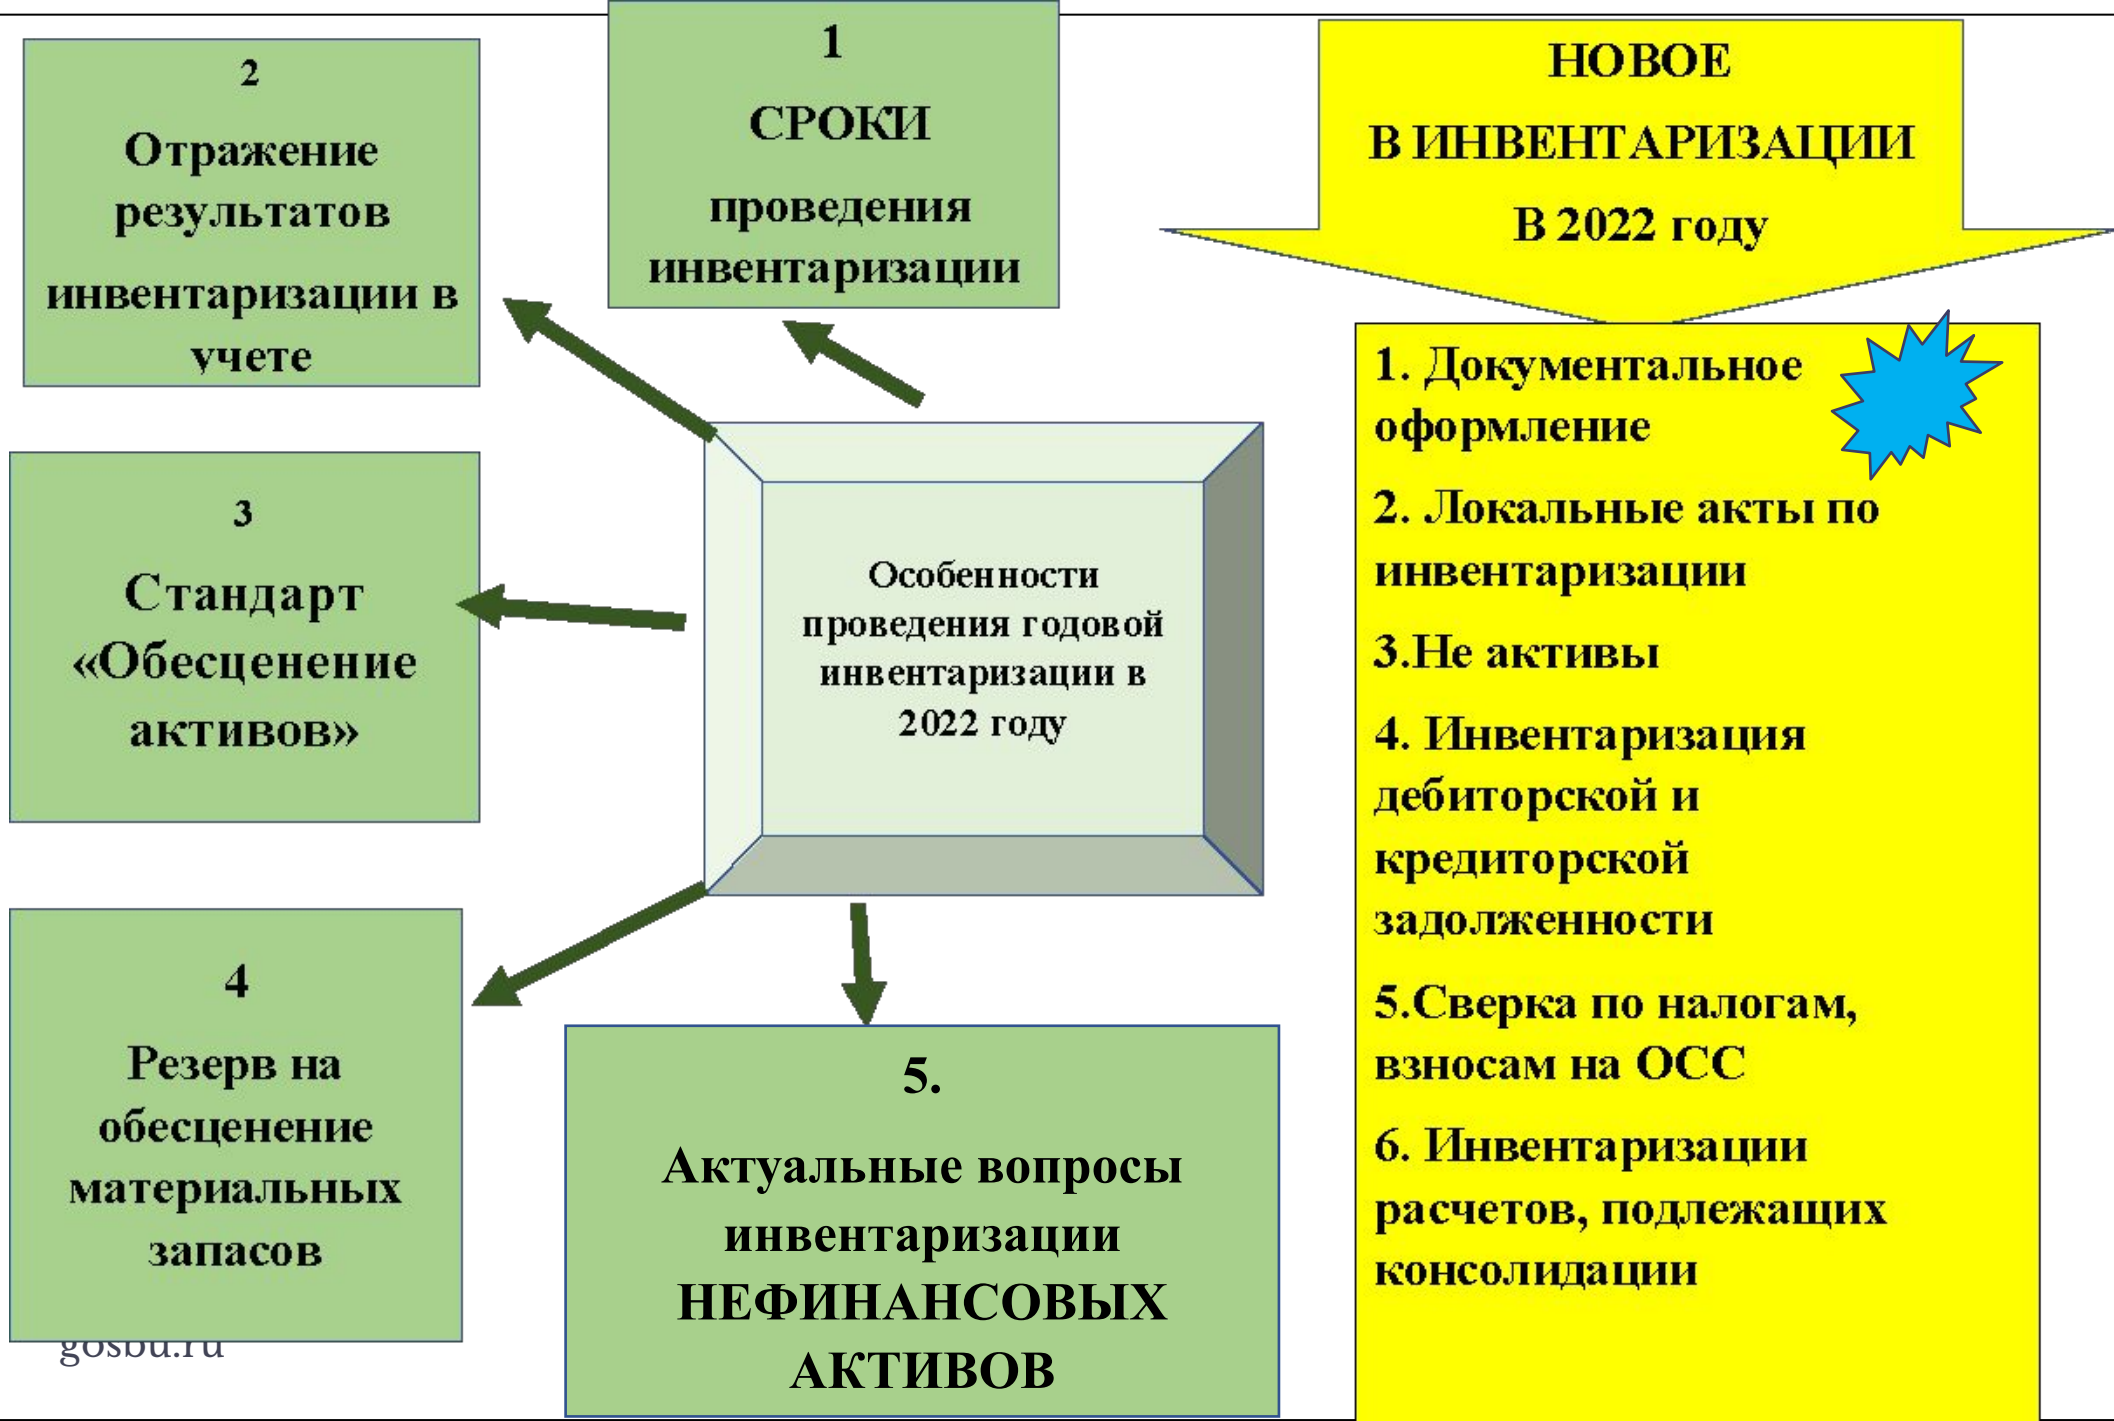 2
Отражение
результатов
инвентаризации в
учете
1
СРОКИ
проведения
инвентаризации
НОВОЕ
В ИНВЕНТАРИЗАЦИИ
В 2022 году
3
Стандарт
«Обесценение
активов»
Особенности
проведения годовой
инвентаризации в
2022 году
4
Резерв на
обесценение
материальных
запасов
5.
Актуальные вопросы
инвентаризации
НЕФИНАНСОВЫХ
АКТИВОВ
1. Документальное
оформление
2. Локальные акты по
инвентаризации
3.Не активы
4. Инвентаризация
дебиторской и
кредиторской
задолженности
5.Сверка по налогам,
взносам на ОСС
6. Инвентаризации
расчетов, подлежащих
консолидации
gosbu.ru